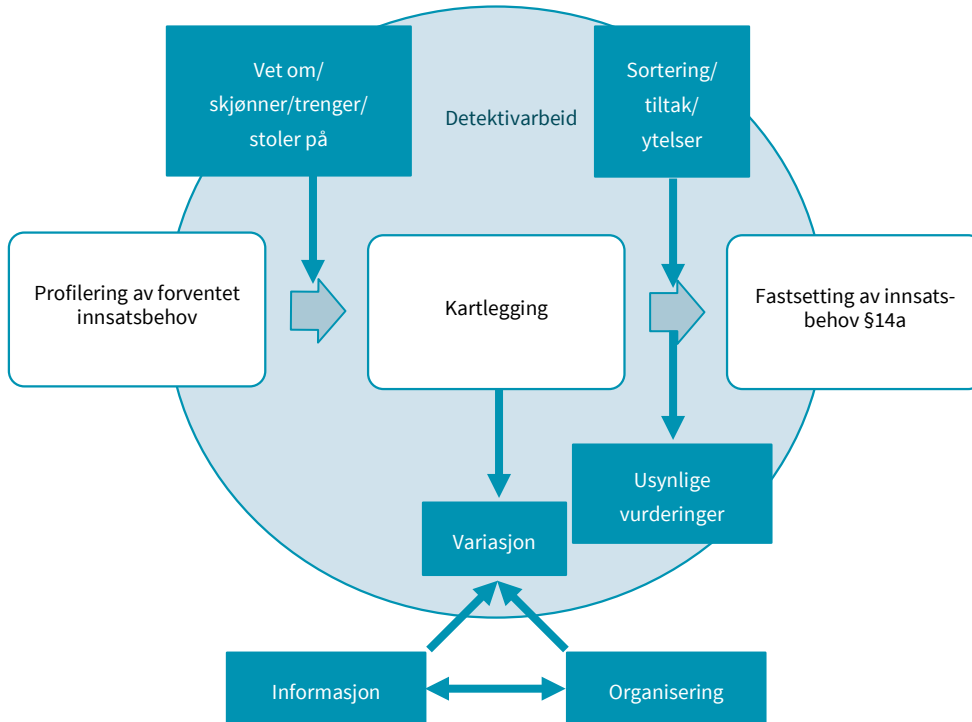 Vet om/
skjønner/trenger/
stoler på
Detektivarbeid
Sortering/
tiltak/
ytelser
Profilering av forventet
innsatsbehov
Kartlegging
Fastsetting av innsats-
behov §14a
Usynlige
vurderinger
Variasjon
Informasjon
Organisering